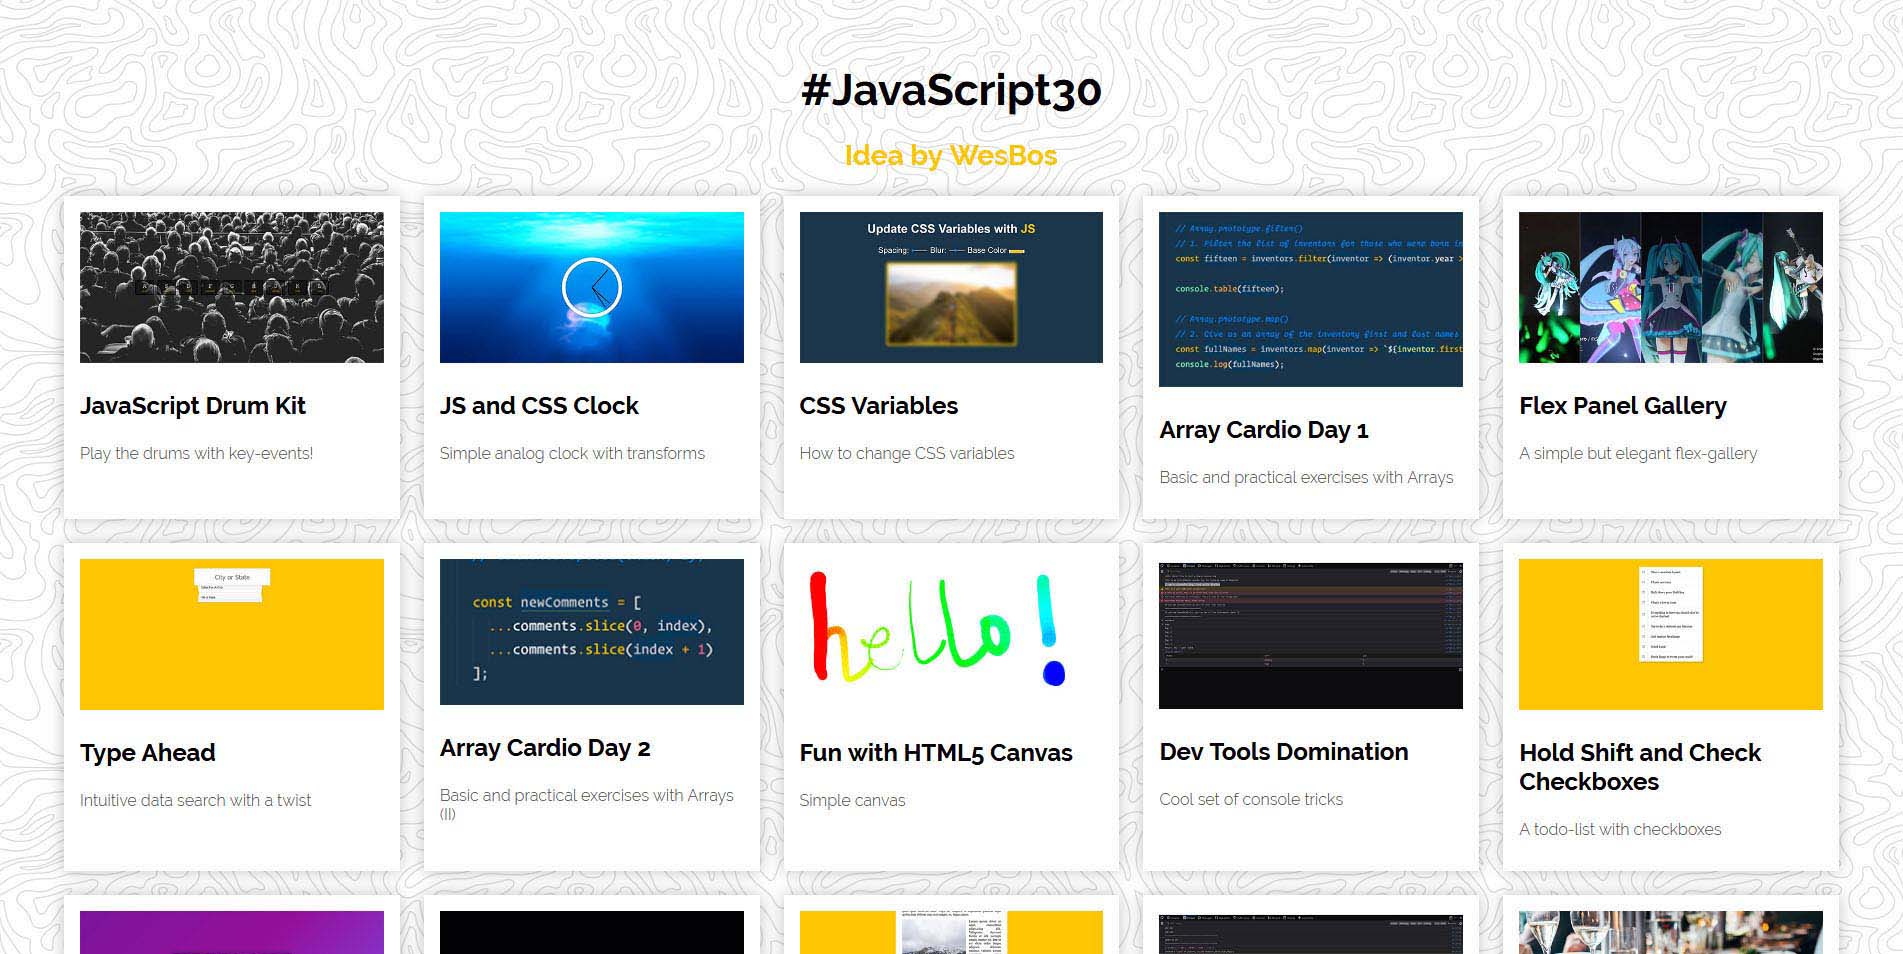 #JavaScript30
Idea by WesBos
A S D F G H J K L
Update CSS Variables with JS
Spacing: Blur: Base Color
// Array.prototype.filter()
// 1. Filter the list of inventors for those who were born in
const fifteen = inventors.filter(inventor => (inventor.year >
console.table(fifteen);
// Array.prototype.map()
// 2. Give us an array of the inventory first and last names
const fullNames = inventors.map(inventor => `${inventor.first
console.log(fullNames);
JavaScript Drum Kit
Play the drums with key-events!
JS and CSS Clock
Simple analog clock with transforms
CSS Variables
How to change CSS variables
Array Cardio Day 1
Basic and practical exercises with Arrays
Flex Panel Gallery
A simple but elegant flex-gallery
City or State
const newComments = [
...comments.slice(0, index),
...comments.slice(index + 1)
];
hello!
Type Ahead
Intuitive data search with a twist
Array Cardio Day 2
Basic and practical exercises with Arrays
(II)
Fun with HTML5 Canvas
Simple canvas
Dev Tools Domination
Cool set of console tricks
Hold Shift and Check
Checkboxes
A todo-list with checkboxes